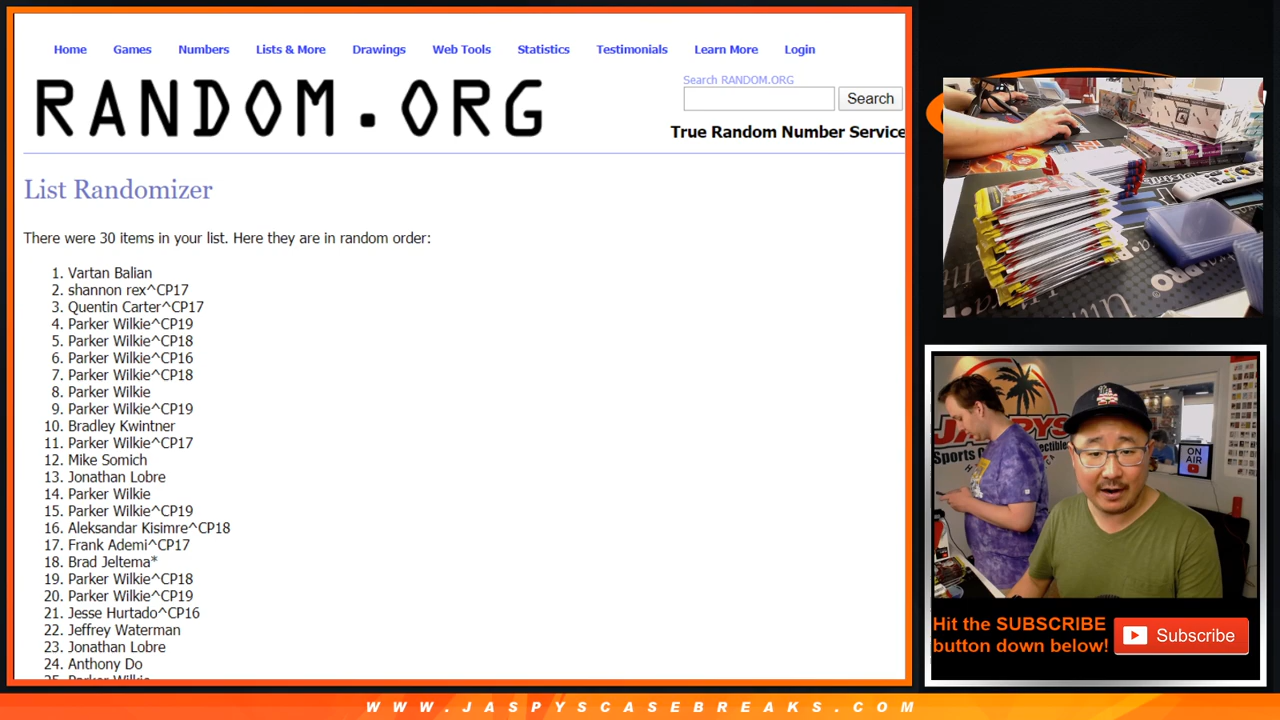 Home Games Numbers Lists & More Drawings Web Tools Statistics Testimonials Learn More Login
RANDOM.ORG
Search RANDOM.ORG
Search
True Random Number Service
List Randomizer
There were 30 items in your list. Here they are in random order:
1. Vartan Balian
2. shannon rex^CP17
3. Quentin Carter^CP17
4. Parker Wilkie^CP19
5. Parker Wilkie^CP18
6. Parker Wilkie^CP16
7. Parker Wilkie^CP18
8. Parker Wilkie
9. Parker Wilkie^CP19
10. Bradley Kwintner
11. Parker Wilkie^CP17
12. Mike Somich
13. Jonathan Lobre
14. Parker Wilkie
15. Parker Wilkie^CP19
16. Aleksandar Kisimre^CP18
17. Frank Ademi^CP17
18. Brad Jeltema*
19. Parker Wilkie^CP18
20. Parker Wilkie^CP19
21. Jesse Hurtado^CP16
22. Jeffrey Waterman
23. Jonathan Lobre
24. Anthony Do
25. Parker Wilkie
ON
AIR
Hit the SUBSCRIBE
button down below!
Subscribe
WWW.JASPYSCASEBREAKS.COM